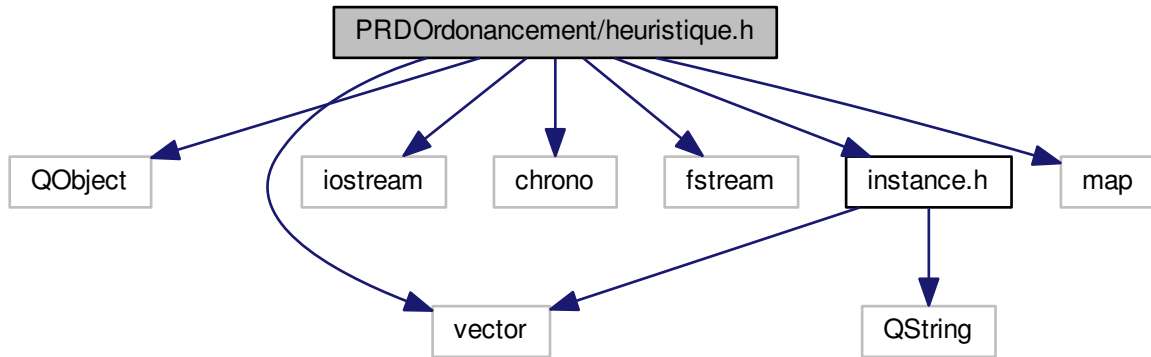 PRDOrdonancement/heuristique.h
QObject
iostream
chrono
fstream
instance.h
map
vector
QString